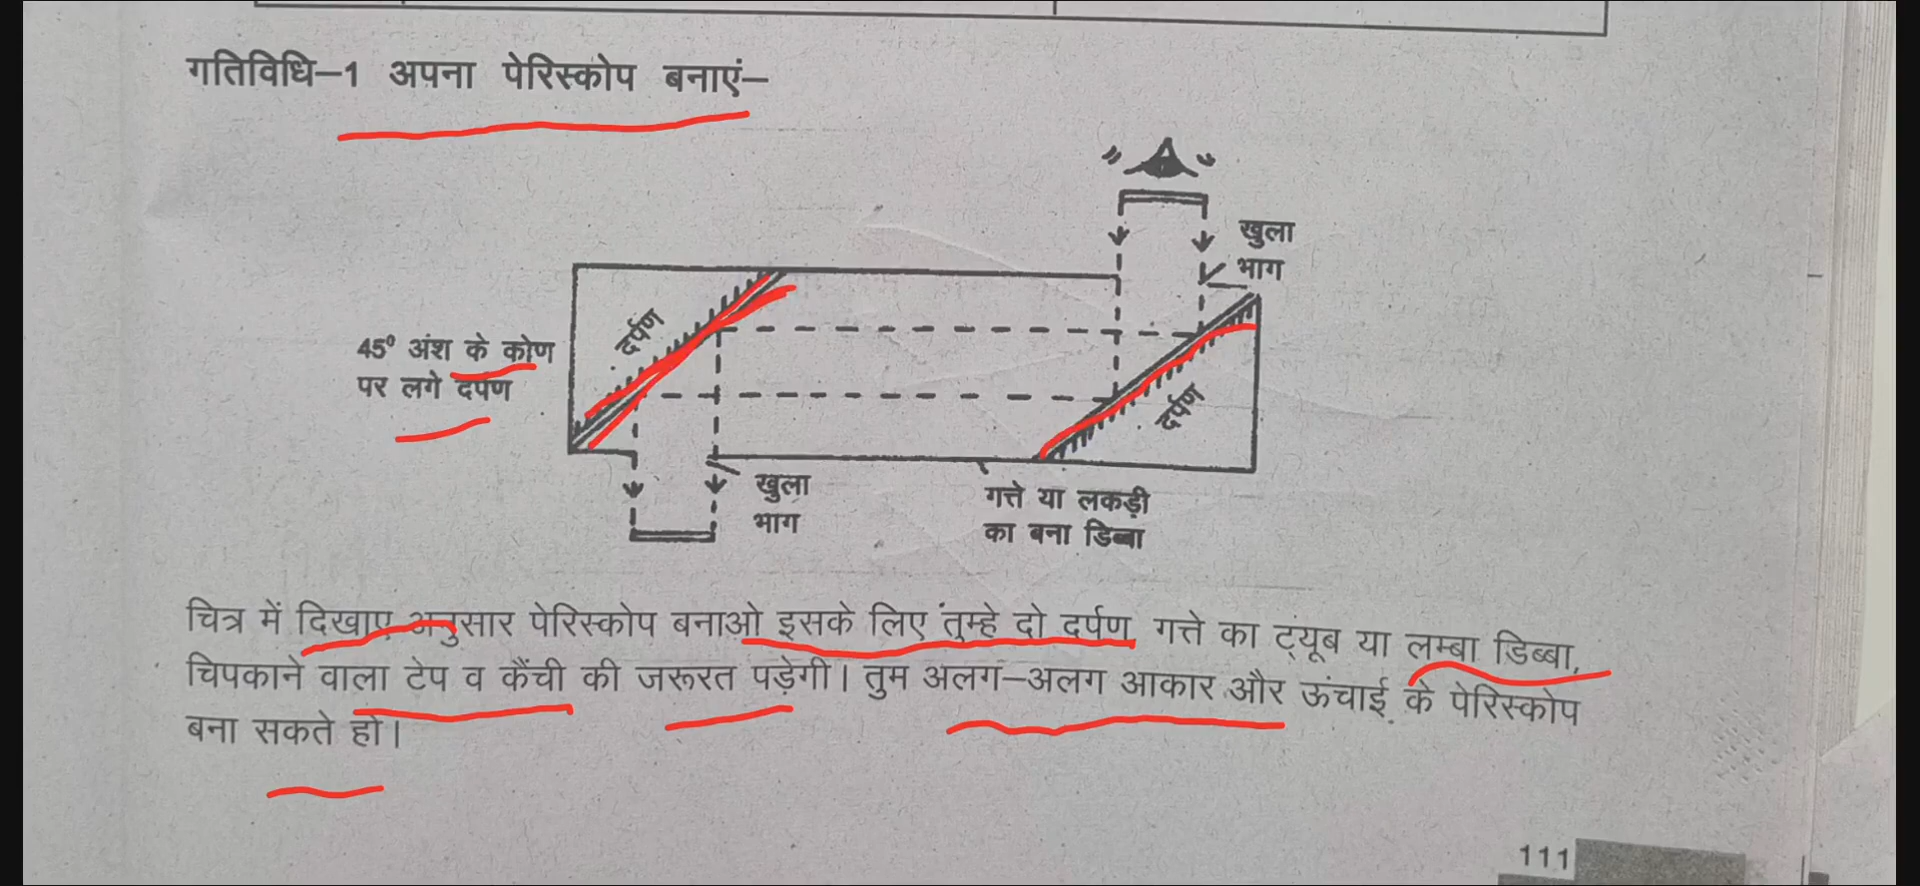 गतिविधि–1 अपना पेरिस्कोप बनाएं–
खुला
भाग
दर्पण
45⁰ अंश के कोण
पर लगे दर्पण
दर्पण
खुला
भाग
गत्ते या लकड़ी
का बना डिब्बा
चित्र में दिखाए अनुसार पेरिस्कोप बनाओ इसके लिए तुम्हे दो दर्पण गत्ते का ट्यूब या लम्बा डिब्बा,
चिपकाने वाला टेप व कैंची की जरूरत पड़ेगी। तुम अलग–अलग आकार और ऊंचाई के पेरिस्कोप
बना सकते हो।
111